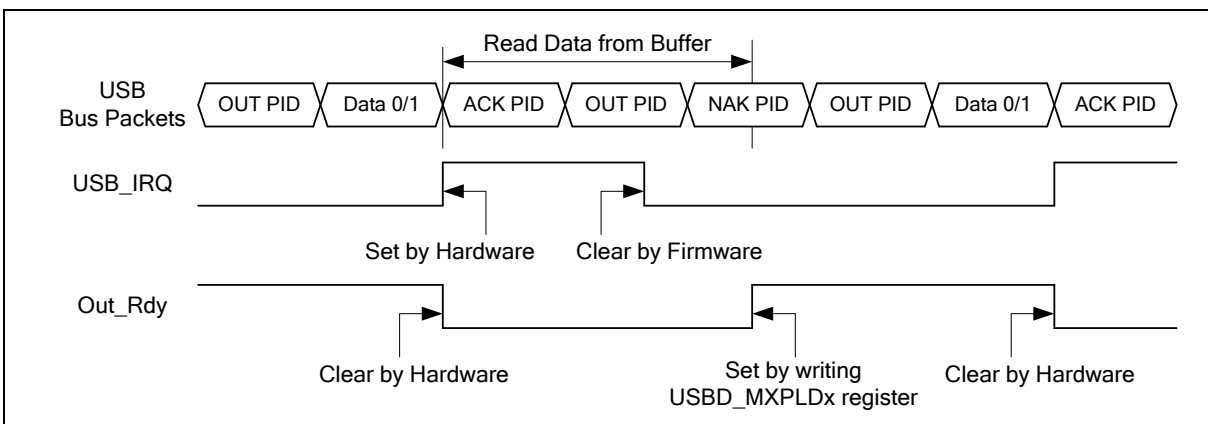 Read Data from Buffer
USB
Bus Packets
OUT PID
Data 0/1
ACK PID
OUT PID
NAK PID
OUT PID
Data 0/1
ACK PID
USB_IRQ
Set by Hardware
Clear by Firmware
Out_Rdy
Clear by Hardware
Set by writing
USBD_MXPLDx register
Clear by Hardware